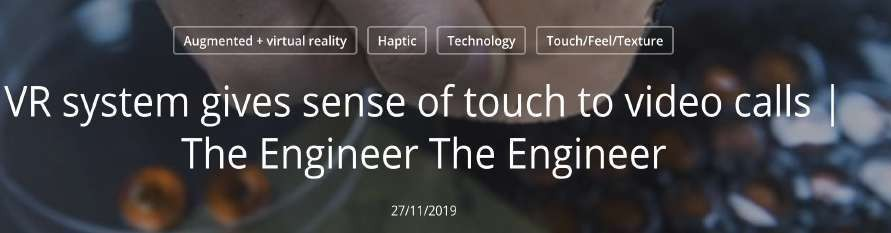 Augmented + virtual reality Haptic Technology Touch/Feel/Texture
VR system gives sense of touch to video calls |
The Engineer The Engineer
27/11/2019